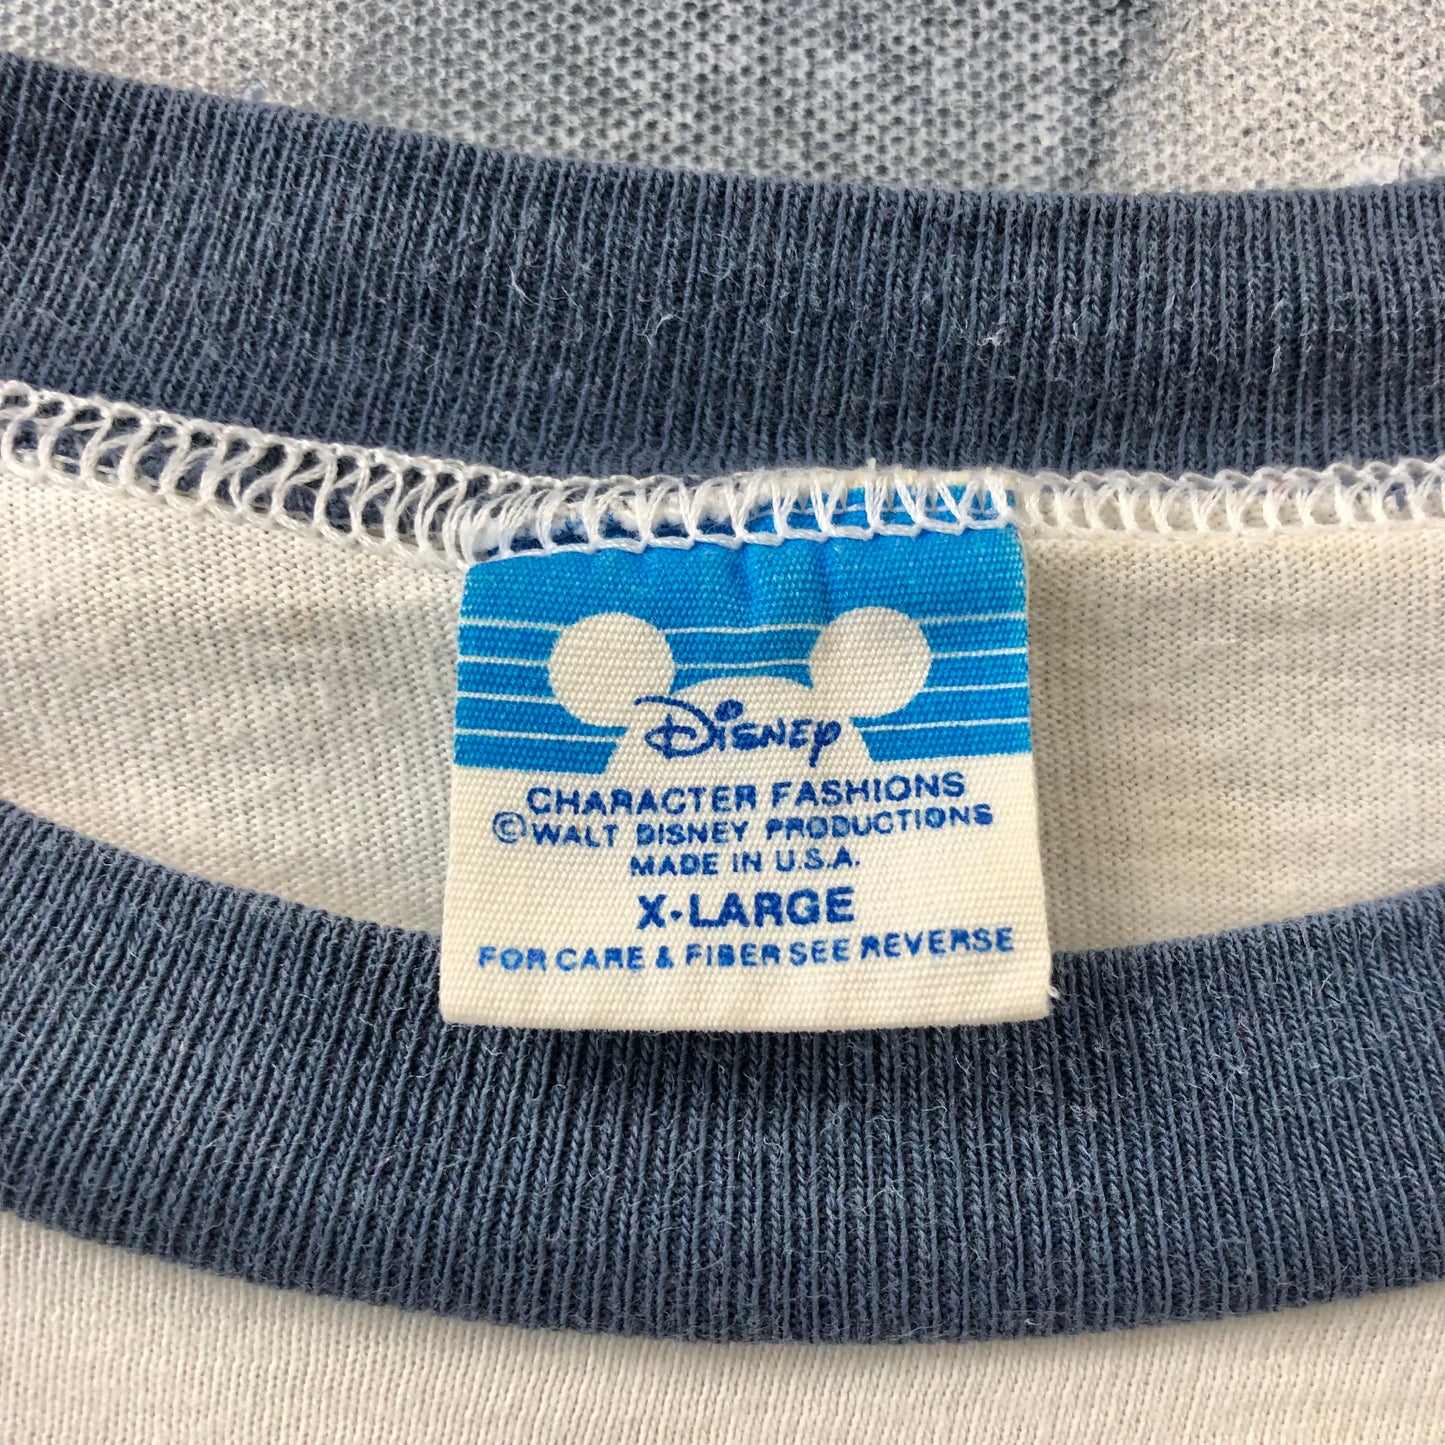 Disney
CHARACTER FASHIONS
©WALT DISNEY PRODUCTIONS
MADE IN U.S.A.
X-LARGE
FOR CARE & FIBER SEE REVERSE